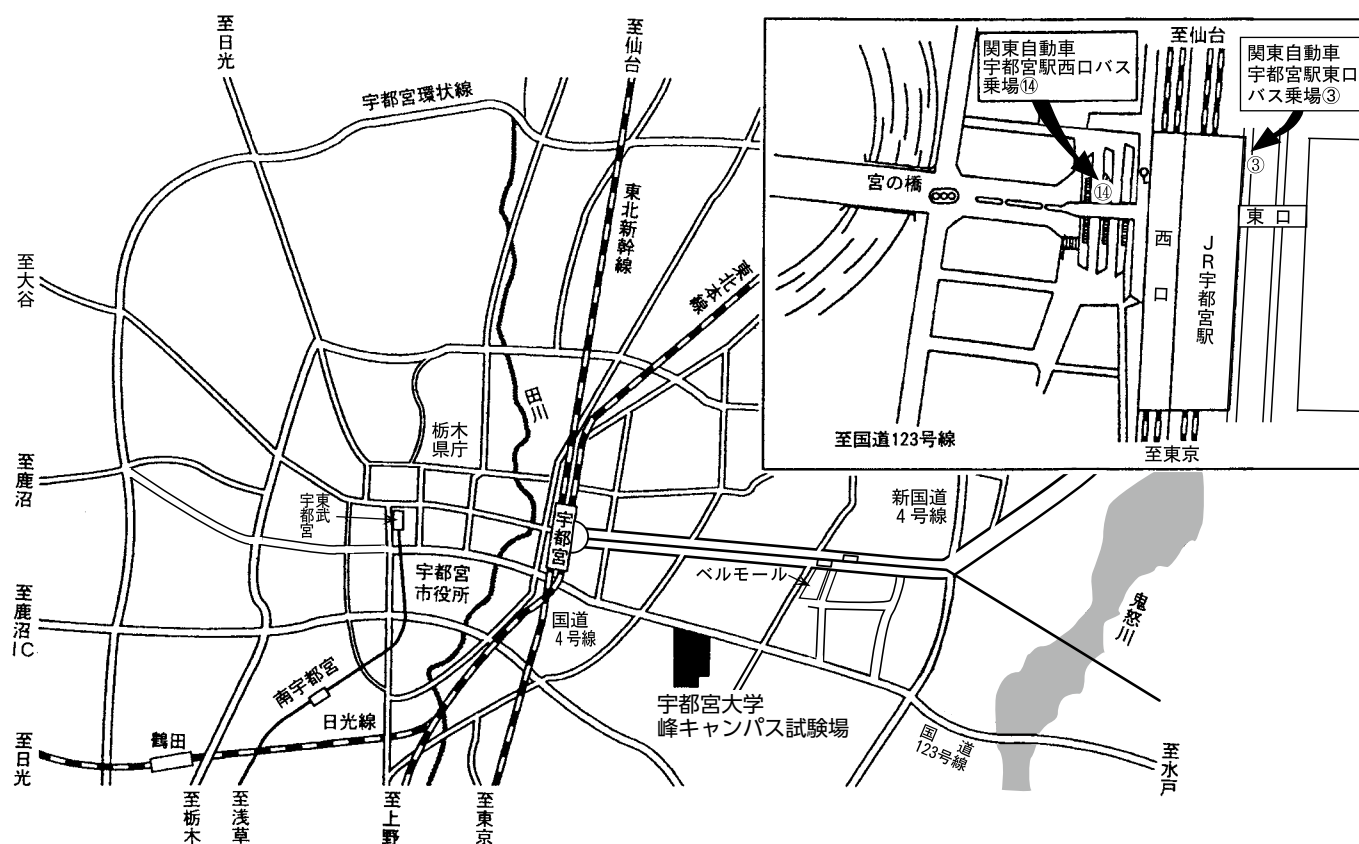 至日光
至仙台
宇都宮環状線
東北新幹線
東北本線
至大谷
田川
栃木
県庁
至鹿沼
東武
宇都宮
宇都宮
宇都宮
市役所
国道
4号線
至鹿沼IC
南宇都宮
日光線
鶴田
至日光
至栃木
至浅草
至上野
至東京
ベルモール
新国道
4号線
鬼怒川
宇都宮大学
峰キャンパス試験場
国道
123号線
至水戸
関東自動車
宇都宮駅西口バス
乗場⑭
至仙台
関東自動車
宇都宮駅東口
バス乗場③
宮の橋
⑭
③
東口
西口
JR宇都宮駅
至国道123号線
至東京